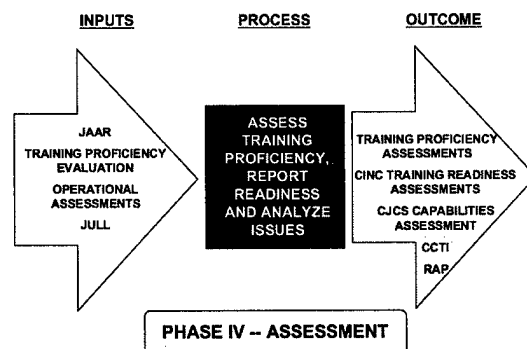 INPUTS
PROCESS
OUTCOME
JAAR
TRAINING PROFICIENCY
EVALUATION
OPERATIONAL
ASSESSMENTS
JULL
ASSESS
TRAINING
PROFICIENCY,
REPORT
READINESS
AND ANALYZE
ISSUES
TRAINING PROFICIENCY
ASSESSMENTS
CINC TRAINING READINESS
ASSESSMENTS
CJCS CAPABILITIES
ASSESSMENT
CCTI
RAP
PHASE IV -- ASSESSMENT